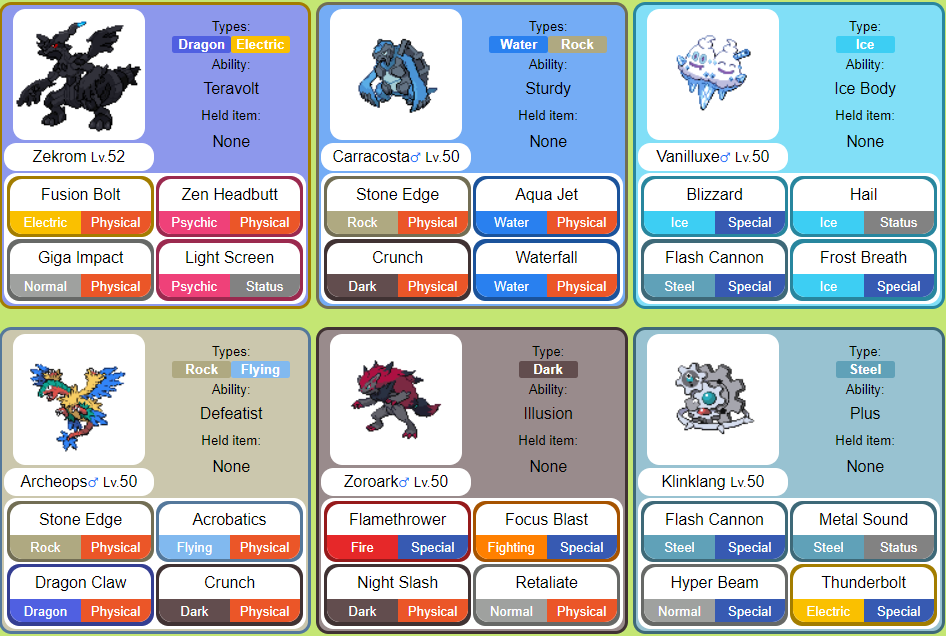 Types:
Dragon Electric
Ability:
Teravolt
Held item:
None
Zekrom Lv.52
Fusion Bolt
Electric Physical
Zen Headbutt
Psychic Physical
Giga Impact
Normal Physical
Light Screen
Psychic Status
Types:
Water Rock
Ability:
Sturdy
Held item:
None
Carracosta♂ Lv.50
Stone Edge
Rock Physical
Aqua Jet
Water Physical
Crunch
Dark Physical
Waterfall
Water Physical
Type:
Ice
Ability:
Ice Body
Held item:
None
Vanilluxe♂ Lv.50
Blizzard
Ice Special
Hail
Ice Status
Flash Cannon
Steel Special
Frost Breath
Ice Special
Types:
Rock Flying
Ability:
Defeatist
Held item:
None
Archeops♂ Lv.50
Stone Edge
Rock Physical
Acrobatics
Flying Physical
Dragon Claw
Dragon Physical
Crunch
Dark Physical
Type:
Dark
Ability:
Illusion
Held item:
None
Zoroark♂ Lv.50
Flamethrower
Fire Special
Focus Blast
Fighting Special
Night Slash
Dark Physical
Retaliate
Normal Physical
Type:
Steel
Ability:
Plus
Held item:
None
Klinklang Lv.50
Flash Cannon
Steel Special
Metal Sound
Steel Status
Hyper Beam
Normal Special
Thunderbolt
Electric Special